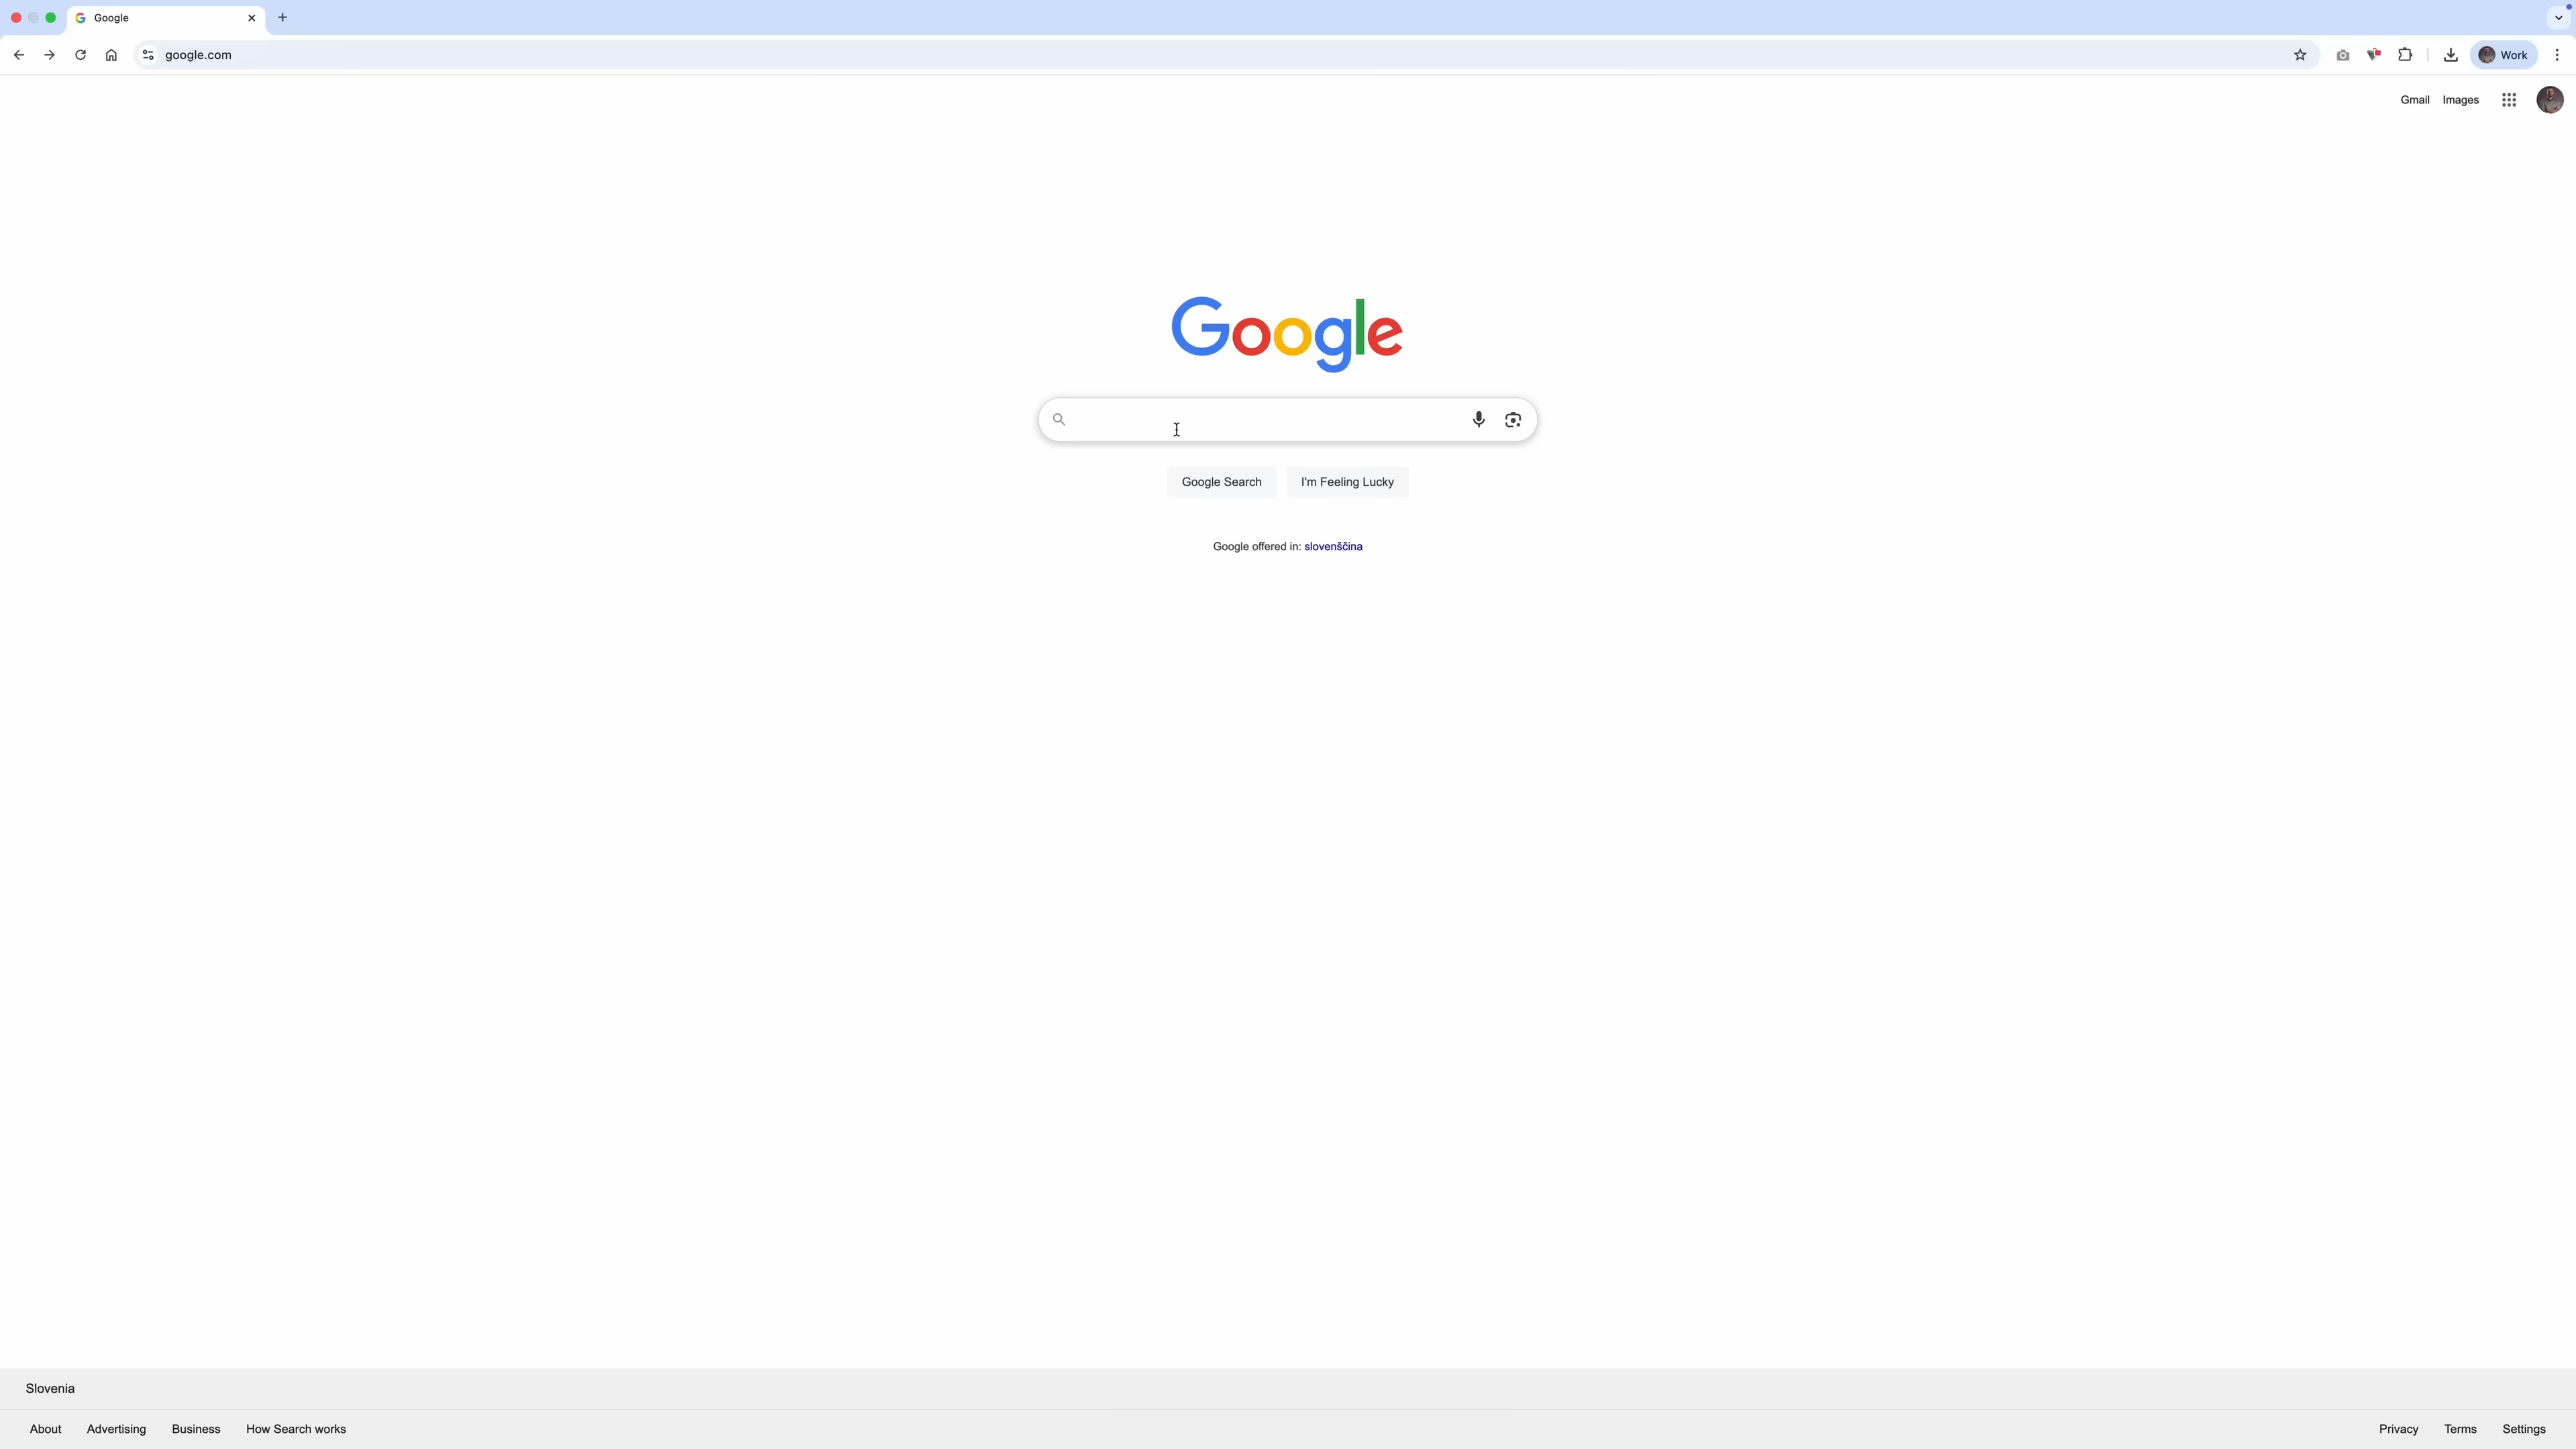 Google
google.com
Work
Gmail Images
Google
Google Search I'm Feeling Lucky
Google offered in: slovenščina
Slovenia
About Advertising Business How Search works Privacy Terms Settings